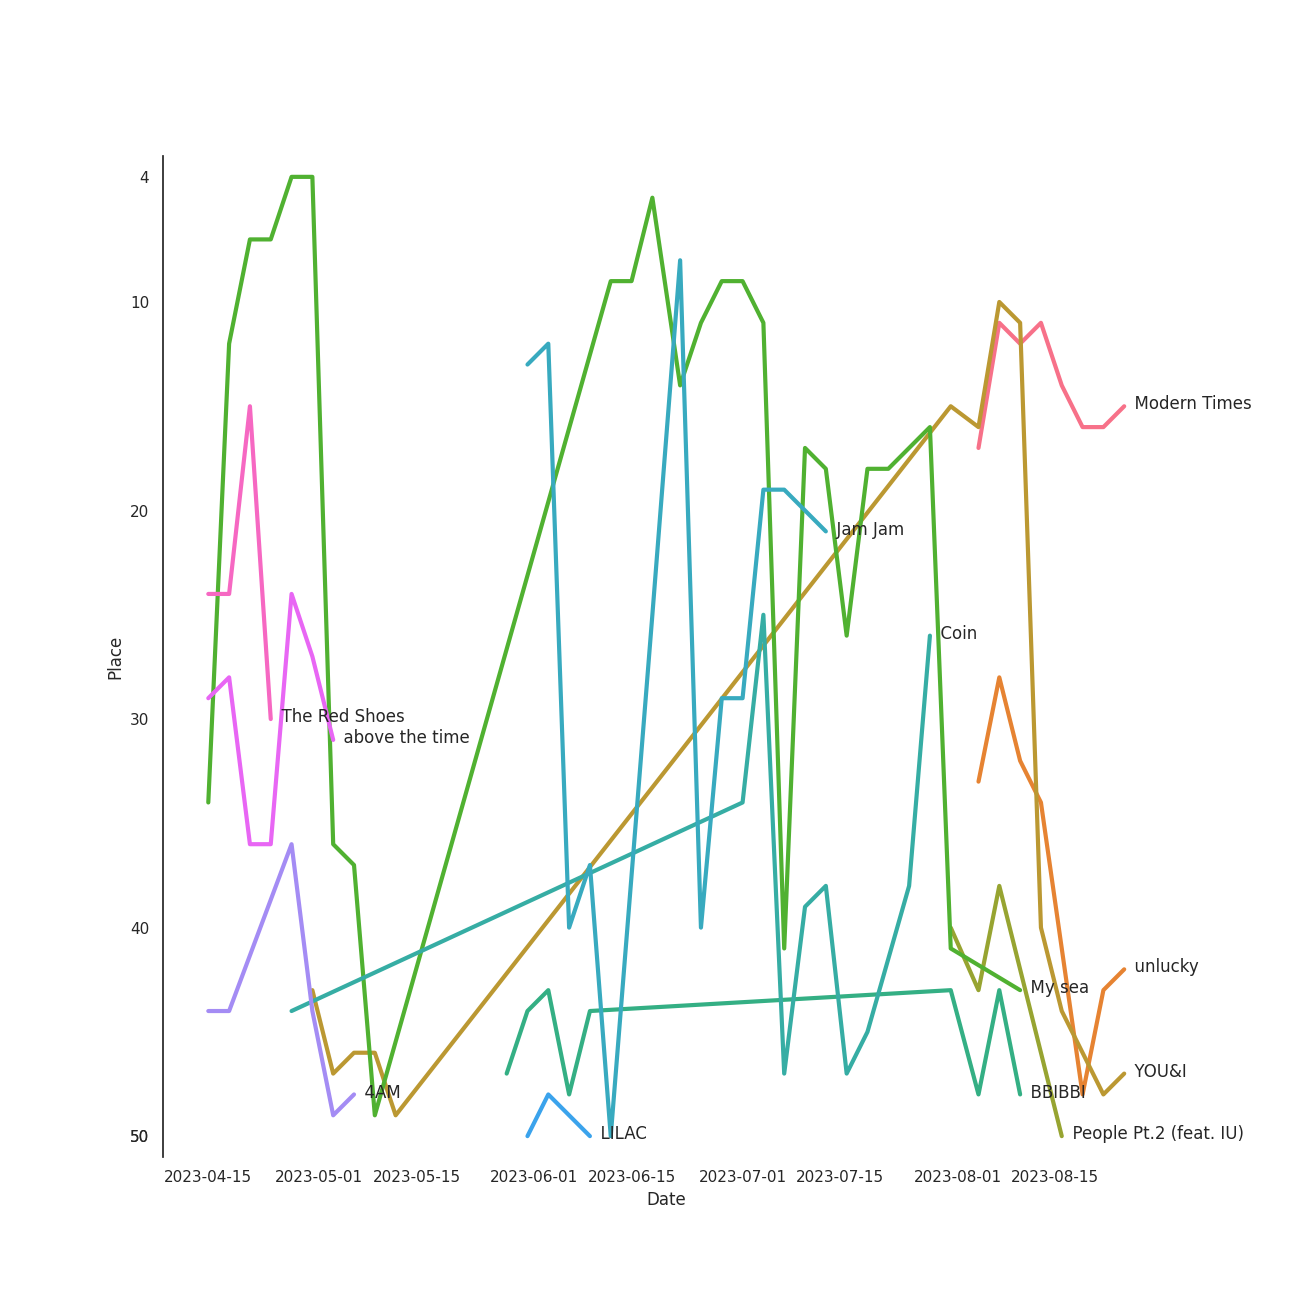 4
10
Modern Times
20
Jam Jam
Coin
Place
30
The Red Shoes
above the time
40
unlucky
My sea
YOU&I
4AM
BBIBBI
50
LILAC
People Pt.2 (feat. IU)
2023-04-15
2023-05-01
2023-05-15
2023-06-01
2023-06-15
2023-07-01
2023-07-15
2023-08-01
2023-08-15
Date